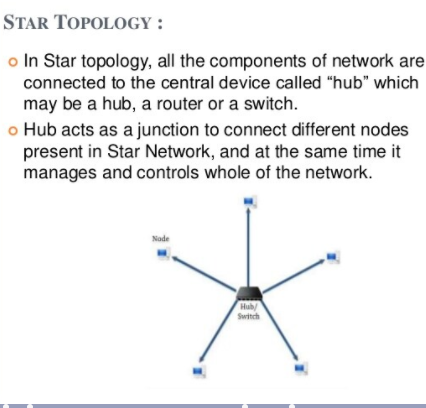 STAR TOPOLOGY :
In Star topology, all the components of network are
connected to the central device called “hub” which
may be a hub, a router or a switch.
Hub acts as a junction to connect different nodes
present in Star Network, and at the same time it
manages and controls whole of the network.
Node
Hub/
Switch